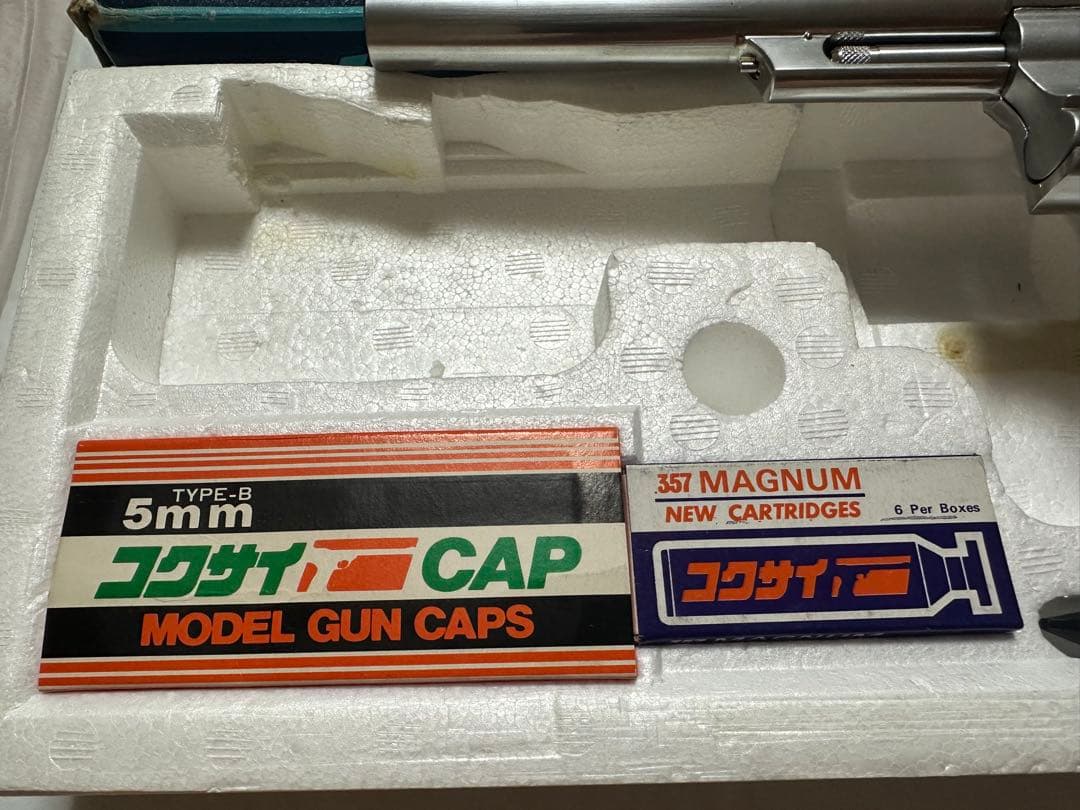 TYPE-B
5mm
コクサイ CAP
MODEL GUN CAPS
.357 MAGNUM
NEW CARTRIDGES
6 Per Boxes
コクサイ